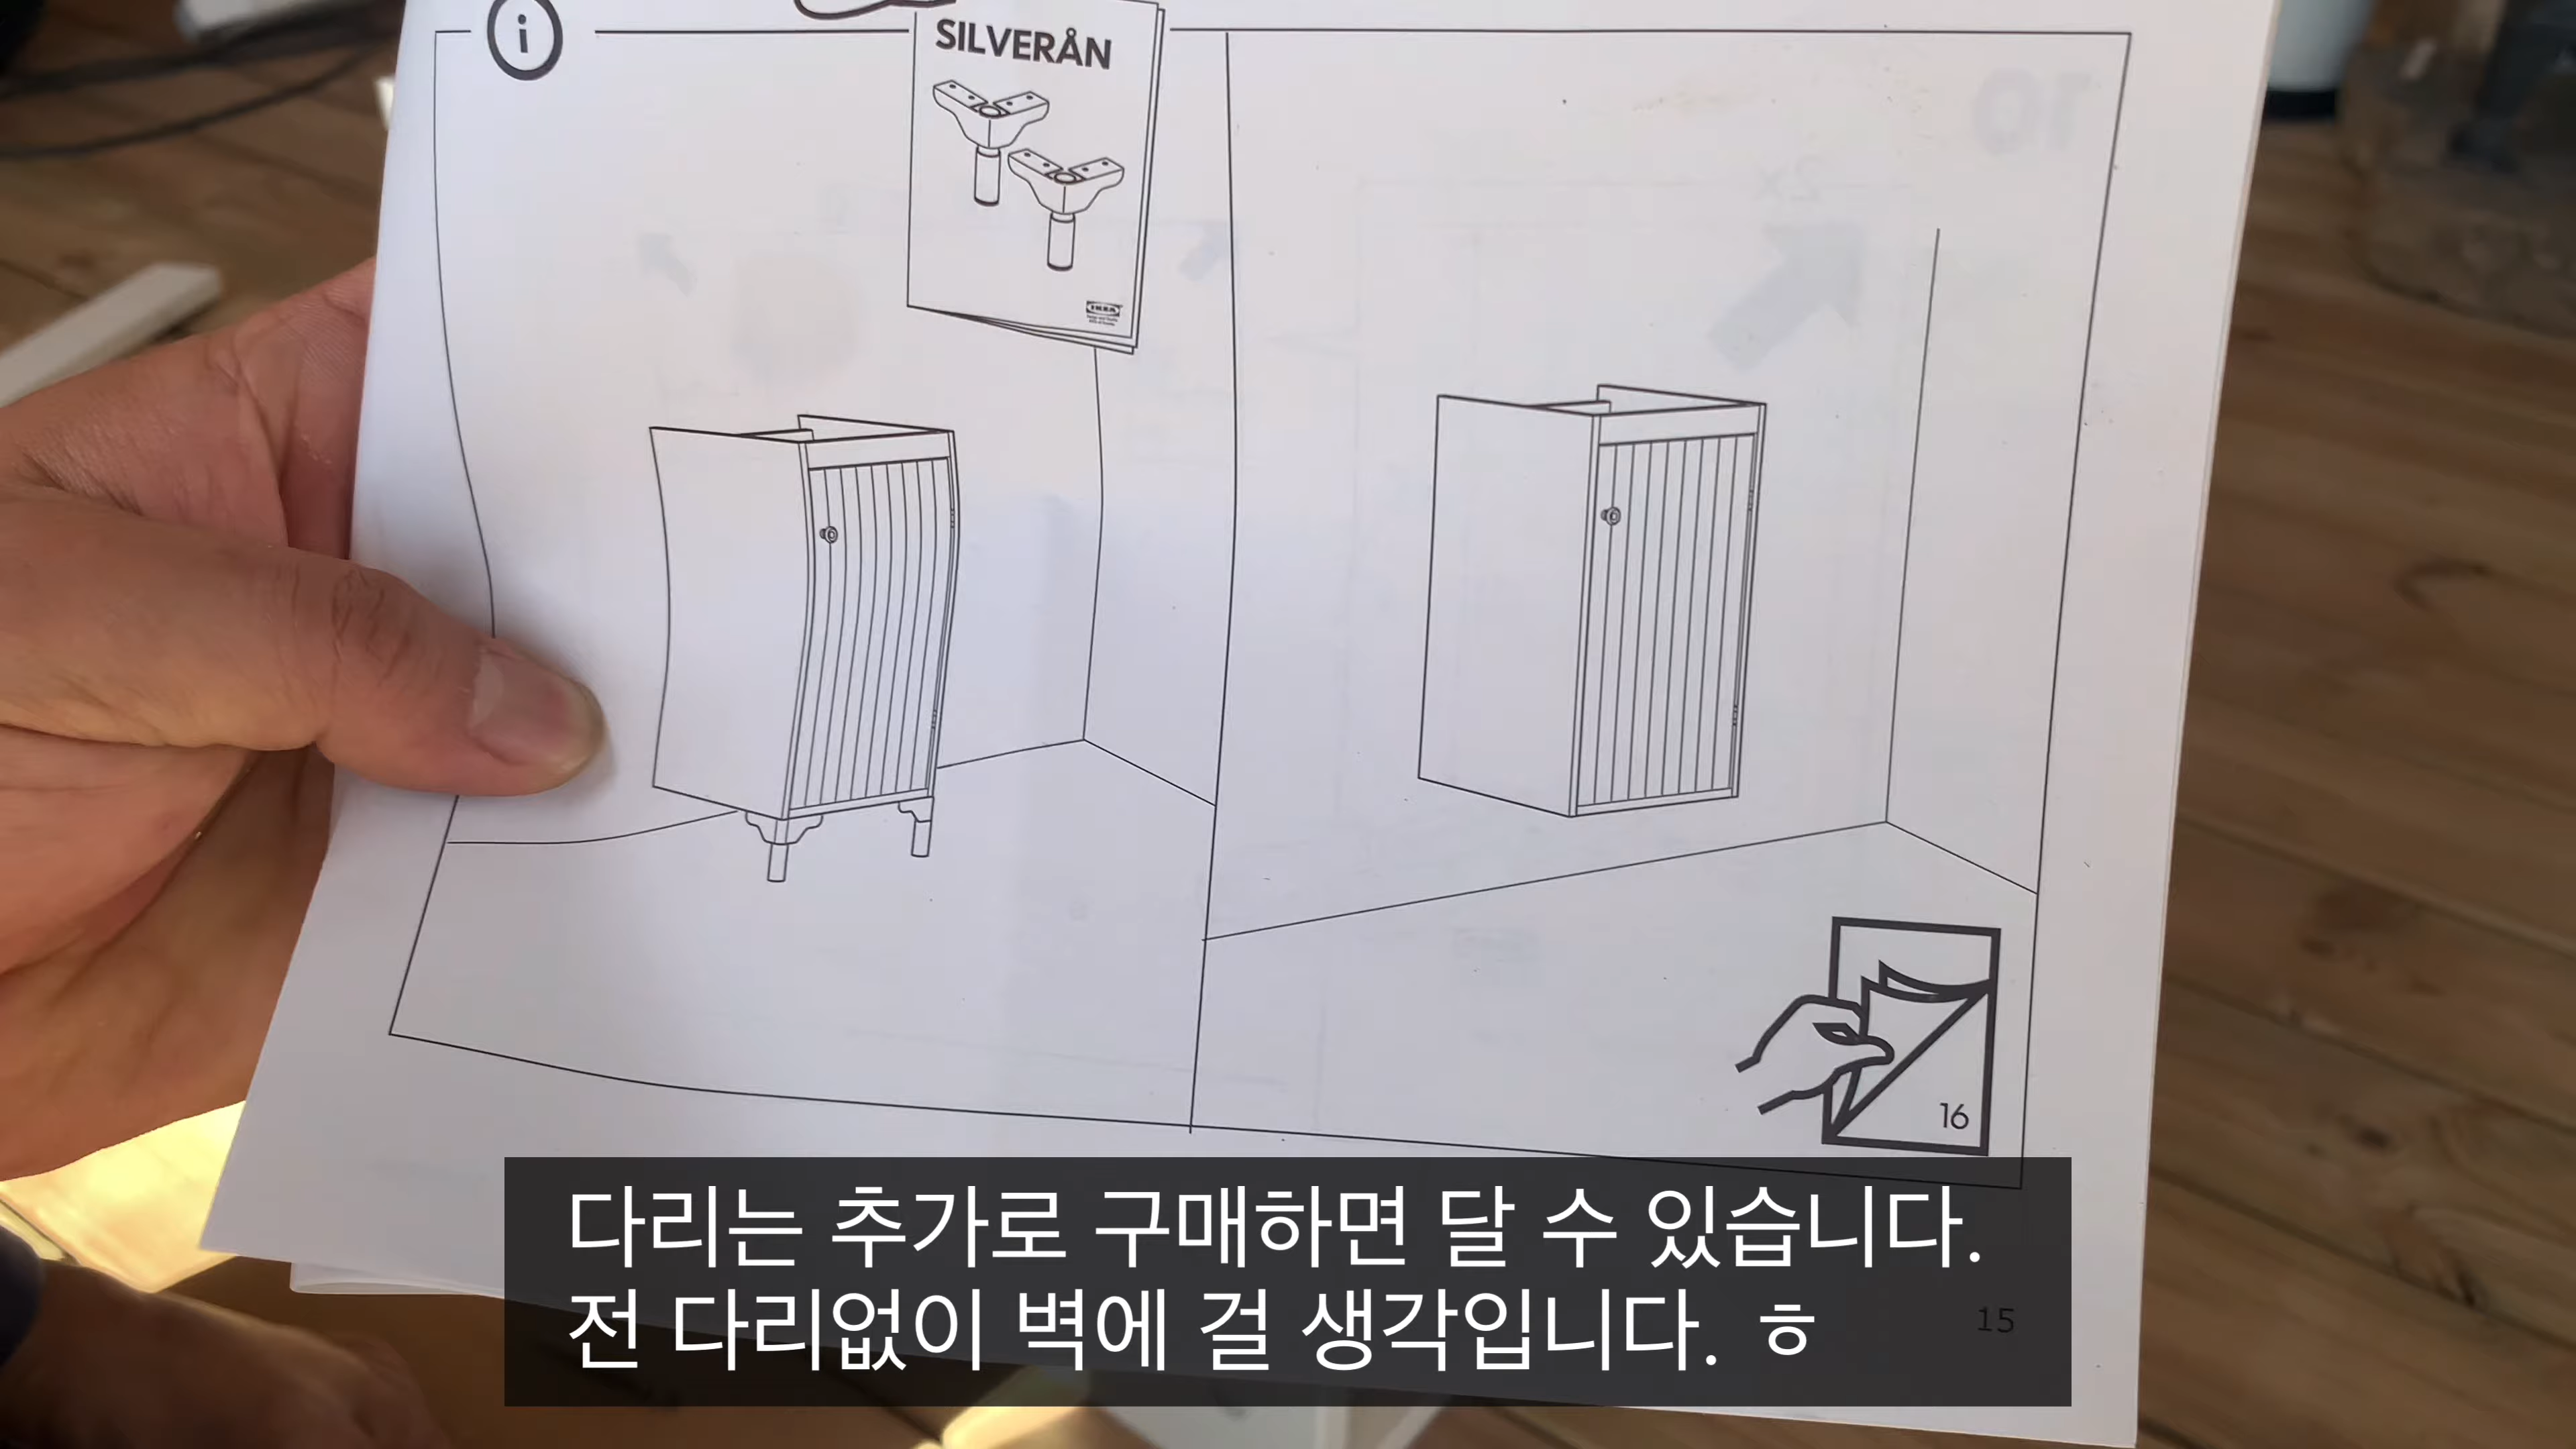 i
SILVERÅN
IKEA
16
다리는 추가로 구매하면 달 수 있습니다.
전 다리없이 벽에 걸 생각입니다. ㅎ
15